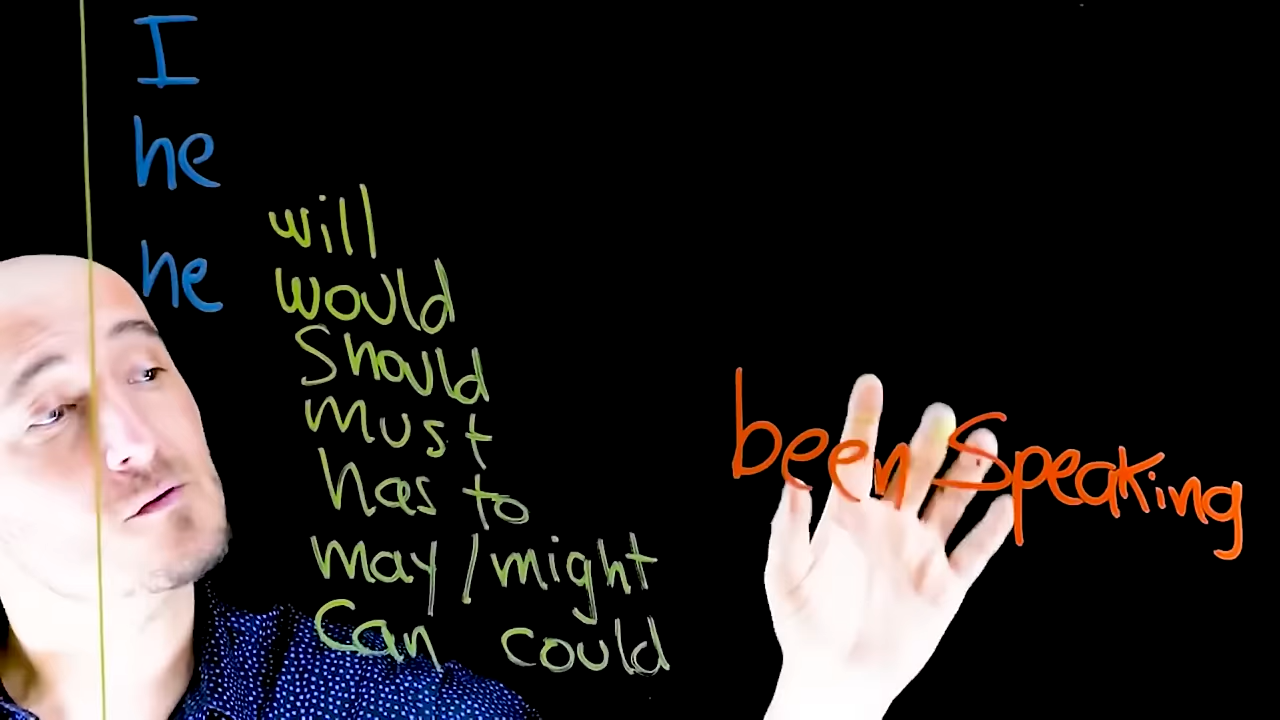 I
he
he
will
would
Should
must
has to
may/might
Can could
been Speaking